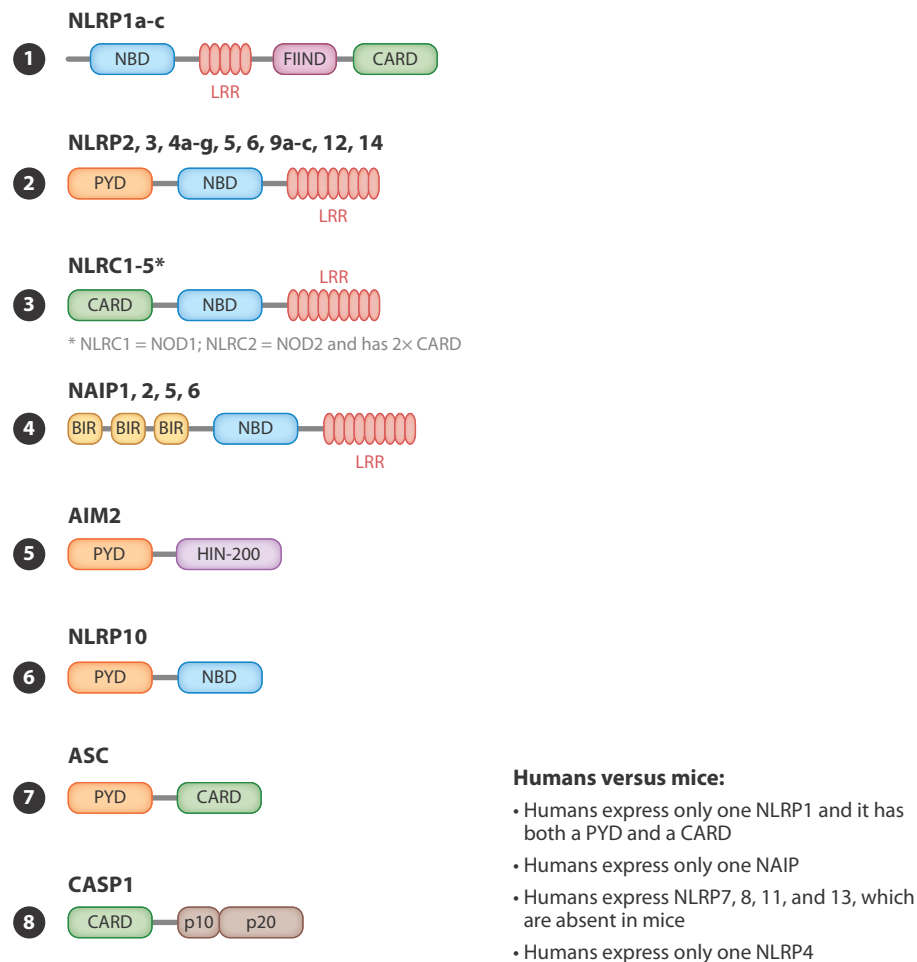 NLRP1a-c
1
NBD
FIIND
CARD
LRR
NLRP2, 3, 4a-g, 5, 6, 9a-c, 12, 14
2
PYD
NBD
LRR
NLRC1-5*
LRR
3
CARD
NBD
* NLRC1 = NOD1; NLRC2 = NOD2 and has 2× CARD
NAIP1, 2, 5, 6
4
BIR
BIR
BIR
NBD
LRR
AIM2
5
PYD
HIN-200
NLRP10
6
PYD
NBD
ASC
7
PYD
CARD
CASP1
8
CARD
p10
p20
Humans versus mice:
• Humans express only one NLRP1 and it has
both a PYD and a CARD
• Humans express only one NAIP
• Humans express NLRP7, 8, 11, and 13, which
are absent in mice
• Humans express only one NLRP4